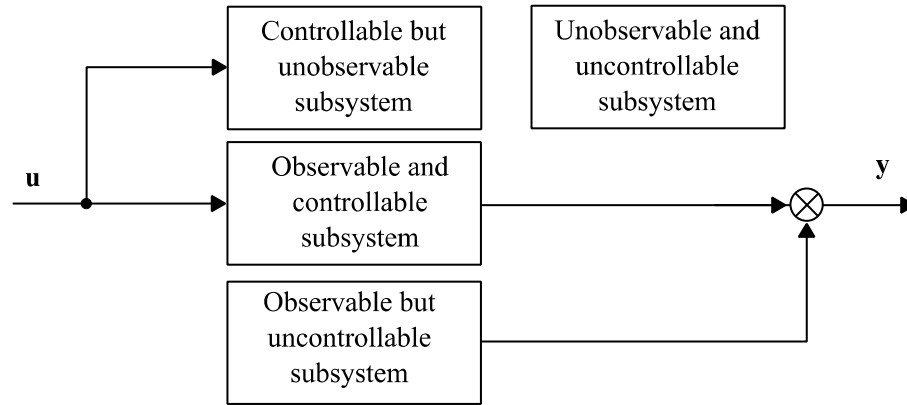 Controllable but
unobservable
subsystem
Unobservable and
uncontrollable
subsystem
u
Observable and
controllable
subsystem
y
Observable but
uncontrollable
subsystem